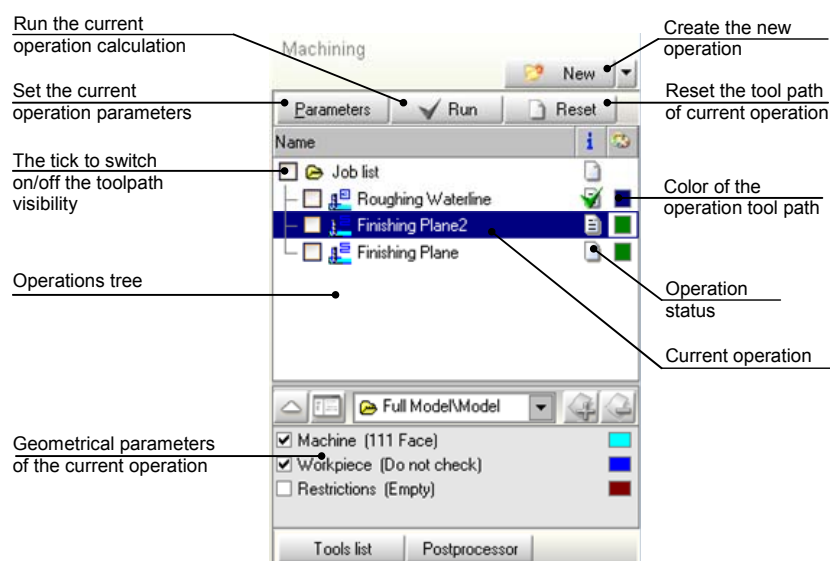 Run the current
operation calculation
Machining
Create the new
operation
New
Set the current
operation parameters
Parameters
Run
Reset
Reset the tool path
of current operation
Name
The tick to switch
on/off the toolpath
visibility
Job list
Roughing Waterline
Finishing Plane2
Finishing Plane
Color of the
operation tool path
Operations tree
Operation
status
Current operation
Full Model\Model
Geometrical parameters
of the current operation
Machine (111 Face)
Workpiece (Do not check)
Restrictions (Empty)
Tools list
Postprocessor